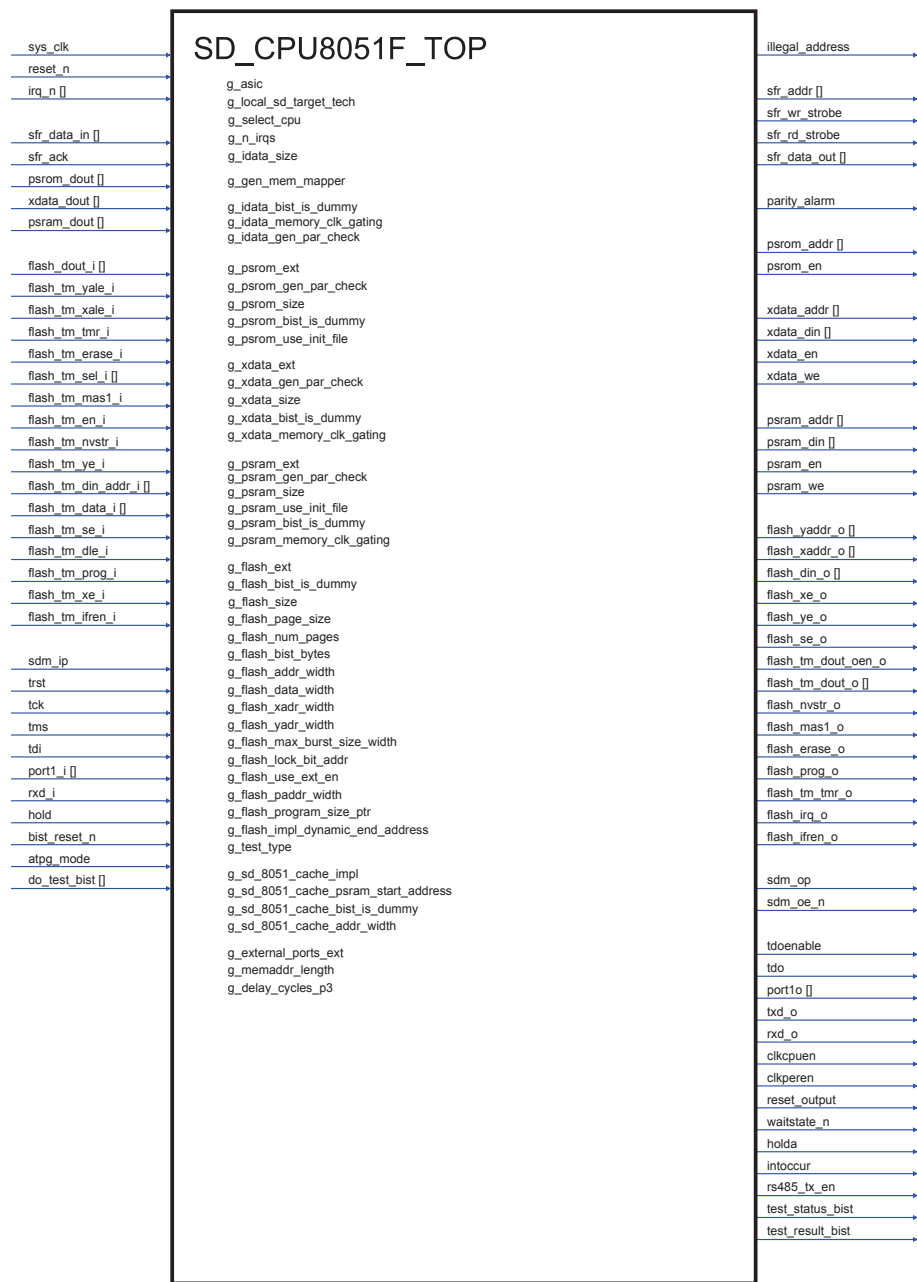 SD_CPU8051F_TOP
sys_clk
reset_n
irq_n []
sfr_data_in []
sfr_ack
psrom_dout []
xdata_dout []
psram_dout []
flash_dout_i []
flash_tm_yale_i
flash_tm_xale_i
flash_tm_tmr_i
flash_tm_erase_i
flash_tm_sel_i []
flash_tm_mas1_i
flash_tm_en_i
flash_tm_nvstr_i
flash_tm_ye_i
flash_tm_din_addr_i []
flash_tm_data_i []
flash_tm_se_i
flash_tm_dle_i
flash_tm_prog_i
flash_tm_xe_i
flash_tm_ifren_i
sdm_ip
trst
tck
tms
tdi
port1_i []
rxd_i
hold
bist_reset_n
atpg_mode
do_test_bist []
g_asic
g_local_sd_target_tech
g_select_cpu
g_n_irqs
g_idata_size
g_gen_mem_mapper
g_idata_bist_is_dummy
g_idata_memory_clk_gating
g_idata_gen_par_check
g_psrom_ext
g_psrom_gen_par_check
g_psrom_size
g_psrom_bist_is_dummy
g_psrom_use_init_file
g_xdata_ext
g_xdata_gen_par_check
g_xdata_size
g_xdata_bist_is_dummy
g_xdata_memory_clk_gating
g_psram_ext
g_psram_gen_par_check
g_psram_size
g_psram_use_init_file
g_psram_bist_is_dummy
g_psram_memory_clk_gating
g_flash_ext
g_flash_bist_is_dummy
g_flash_size
g_flash_page_size
g_flash_num_pages
g_flash_bist_bytes
g_flash_addr_width
g_flash_data_width
g_flash_xadr_width
g_flash_yadr_width
g_flash_max_burst_size_width
g_flash_lock_bit_addr
g_flash_use_ext_en
g_flash_paddr_width
g_flash_program_size_ptr
g_flash_impl_dynamic_end_address
g_test_type
g_sd_8051_cache_impl
g_sd_8051_cache_psram_start_address
g_sd_8051_cache_bist_is_dummy
g_sd_8051_cache_addr_width
g_external_ports_ext
g_memaddr_length
g_delay_cycles_p3
illegal_address
sfr_addr []
sfr_wr_strobe
sfr_rd_strobe
sfr_data_out []
parity_alarm
psrom_addr []
psrom_en
xdata_addr []
xdata_din []
xdata_en
xdata_we
psram_addr []
psram_din []
psram_en
psram_we
flash_yaddr_o []
flash_xaddr_o []
flash_din_o []
flash_xe_o
flash_ye_o
flash_se_o
flash_tm_dout_oen_o
flash_tm_dout_o []
flash_nvstr_o
flash_mas1_o
flash_erase_o
flash_prog_o
flash_tm_tmr_o
flash_irq_o
flash_ifren_o
sdm_op
sdm_oe_n
tdoenable
tdo
port1o []
txd_o
rxd_o
clkcpuen
clkperen
reset_output
waitstate_n
holda
intoccur
rs485_tx_en
test_status_bist
test_result_bist